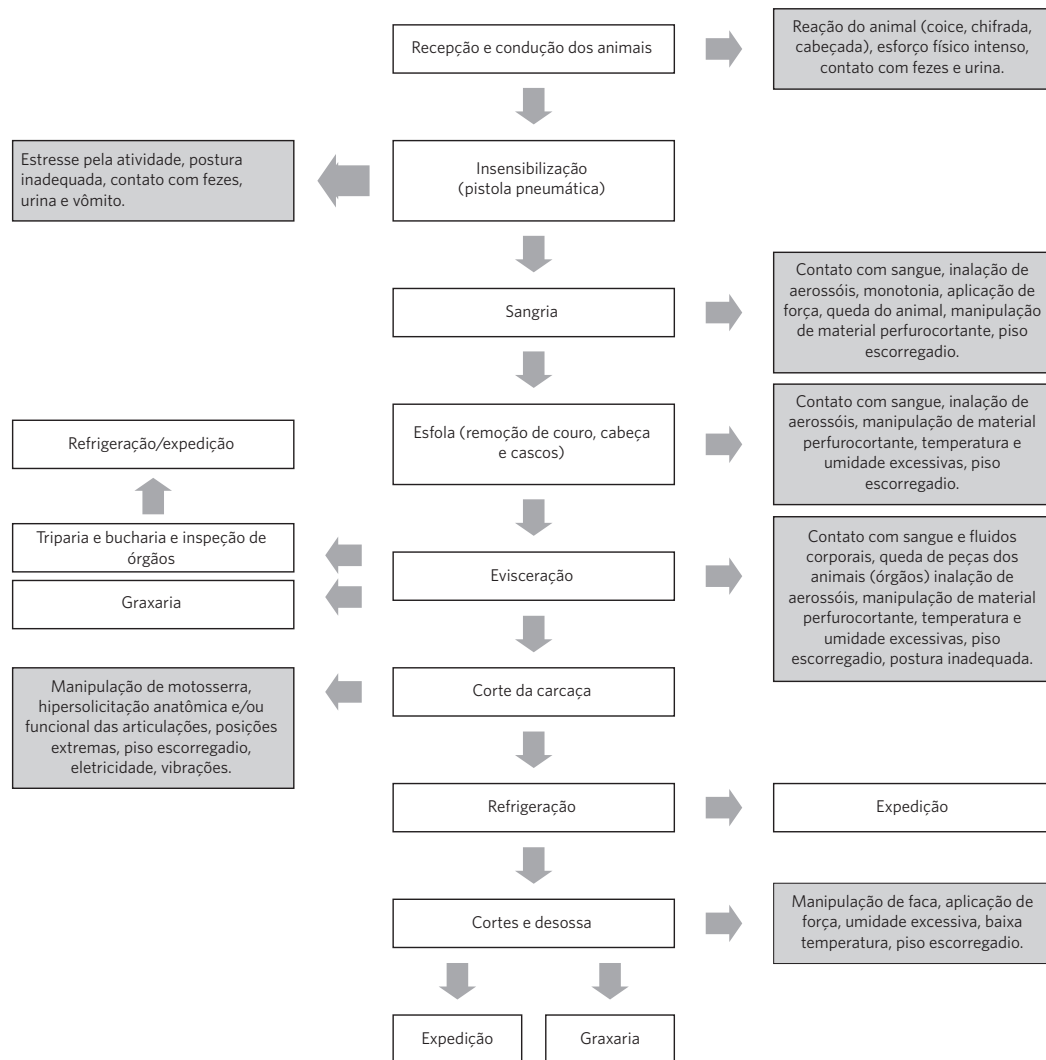 Recepção e condução dos animais
Reação do animal (coice, chifrada,
cabeçada), esforço físico intenso,
contato com fezes e urina.
Estresse pela atividade, postura
inadequada, contato com fezes,
urina e vômito.
Insensibilização
(pistola pneumática)
Sangria
Contato com sangue, inalação de
aerossóis, monotonia, aplicação de
força, queda do animal, manipulação
de material perfurocortante, piso
escorregadio.
Refrigeração/expedição
Esfola (remoção de couro, cabeça
e cascos)
Contato com sangue, inalação de
aerossóis, manipulação de material
perfurocortante, temperatura e
umidade excessivas, piso
escorregadio.
Triparia e bucharia e inspeção de
órgãos
Graxaria
Evisceração
Contato com sangue e fluidos
corporais, queda de peças dos
animais (órgãos) inalação de
aerossóis, manipulação de material
perfurocortante, temperatura e
umidade excessivas, piso
escorregadio, postura inadequada.
Manipulação de motosserra,
hipersolicitação anatômica e/ou
funcional das articulações, posições
extremas, piso escorregadio,
eletricidade, vibrações.
Corte da carcaça
Refrigeração
Expedição
Cortes e desossa
Manipulação de faca, aplicação de
força, umidade excessiva, baixa
temperatura, piso escorregadio.
Expedição
Graxaria